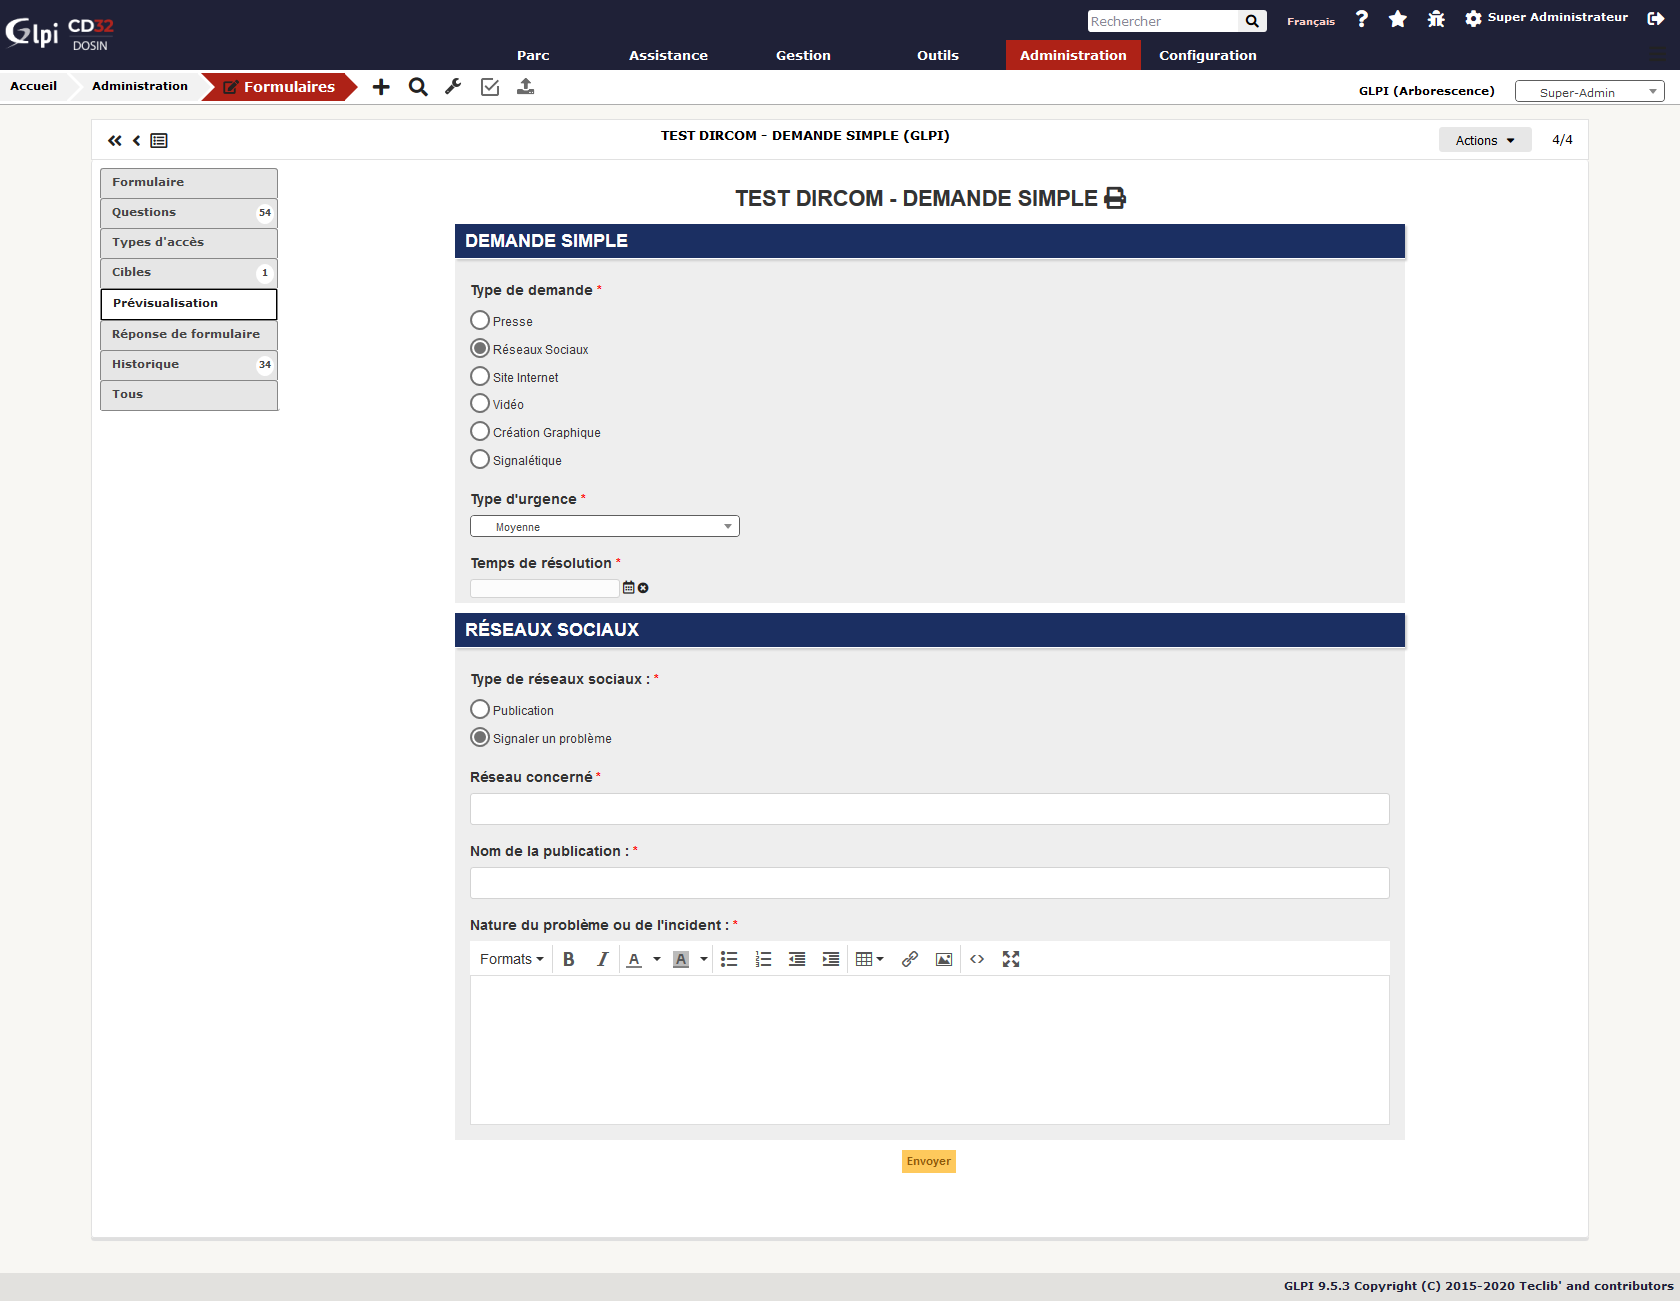 Glpi CD32 DOSIN
Rechercher
Français
Super Administrateur
Parc
Assistance
Gestion
Outils
Administration
Configuration
Accueil
Administration
Formulaires
GLPI (Arborescence)
Super-Admin
TEST DIRCOM - DEMANDE SIMPLE (GLPI)
Actions
4/4
Formulaire
Questions 54
Types d'accès
Cibles 1
Prévisualisation
Réponse de formulaire
Historique 34
Tous
TEST DIRCOM - DEMANDE SIMPLE
DEMANDE SIMPLE
Type de demande *
Presse
Réseaux Sociaux
Site Internet
Vidéo
Création Graphique
Signalétique
Type d'urgence *
Moyenne
Temps de résolution *
RÉSEAUX SOCIAUX
Type de réseaux sociaux : *
Publication
Signaler un problème
Réseau concerné *
Nom de la publication : *
Nature du problème ou de l'incident : *
Formats B I A A
Envoyer
GLPI 9.5.3 Copyright (C) 2015-2020 Teclib' and contributors